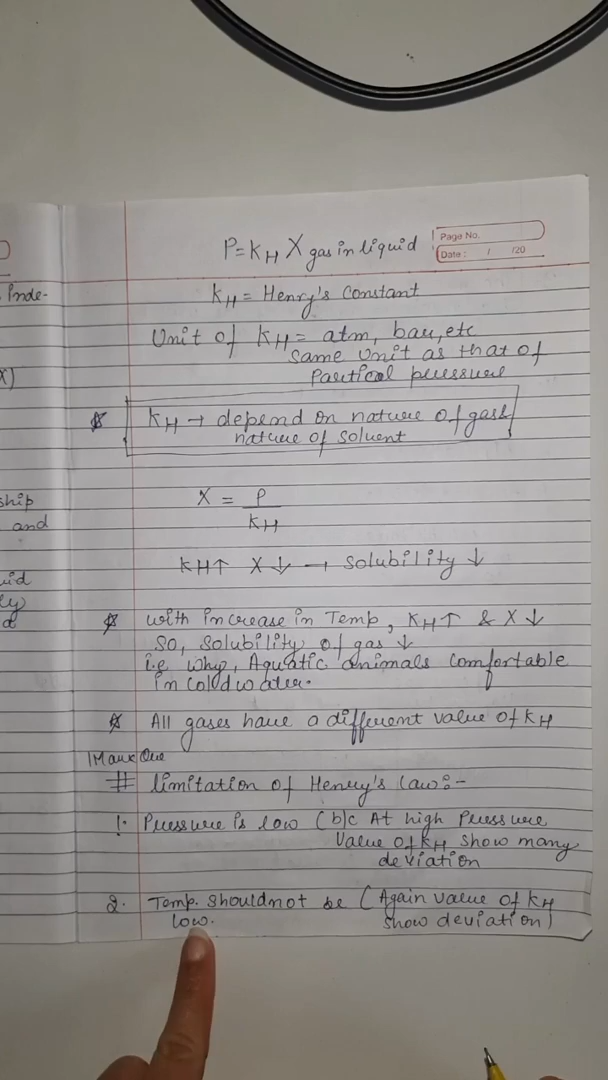 Page No.
Date : / /20
P = KH X gas in liquid
KH = Henry's Constant
Unit of KH = atm, bar, etc
same unit as that of
Partical pressure
KH → depend on nature of gas &
nature of solvent
X = P / KH
KH↑ X↓ → Solubility ↓
with increase in Temp, KH↑ & X↓
So, Solubility of gas ↓
i.e why, Aquatic animals comfortable
in cold water.
All gases have a different value of KH
1 Mark Que
# limitation of Henry's law :-
1. Pressure is low (b/c At high Pressure
Value of KH show many
deviation
2. Temp. should not be (Again value of KH
low. show deviation)
Inde-
X)
ship
and
uid
ly